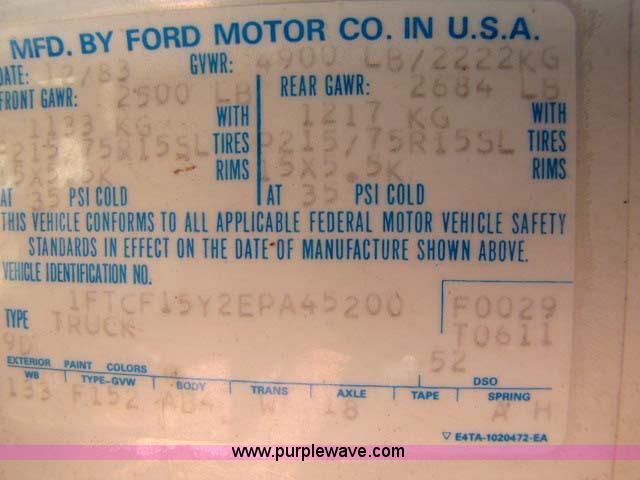 MFD. BY FORD MOTOR CO. IN U.S.A.
DATE: 12/83 GVWR: 4900 LB/2222KG
FRONT GAWR: 2500 LB REAR GAWR: 2684 LB
1133 KG WITH 1217 KG WITH
P215/75R15SL TIRES P215/75R15SL TIRES
15X5.5K RIMS 15X5.5K RIMS
AT 35 PSI COLD AT 35 PSI COLD
THIS VEHICLE CONFORMS TO ALL APPLICABLE FEDERAL MOTOR VEHICLE SAFETY
STANDARDS IN EFFECT ON THE DATE OF MANUFACTURE SHOWN ABOVE.
VEHICLE IDENTIFICATION NO.
1FTCF15Y2EPA45200 F0029
TYPE TRUCK T0611
9D 52
EXTERIOR PAINT COLORS DSO
WB TYPE-GVW BODY TRANS AXLE TAPE SPRING
133 F152 W 18 A H
▽ E4TA-1020472-EA
www.purplewave.com